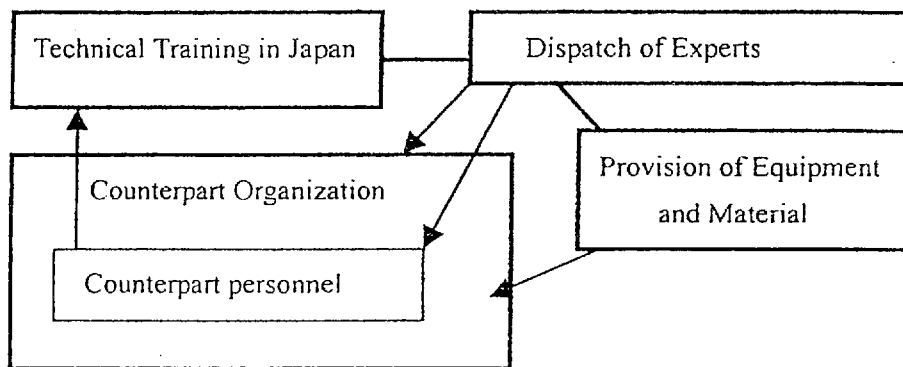 Technical Training in Japan
Dispatch of Experts
Counterpart Organization
Provision of Equipment
and Material
Counterpart personnel